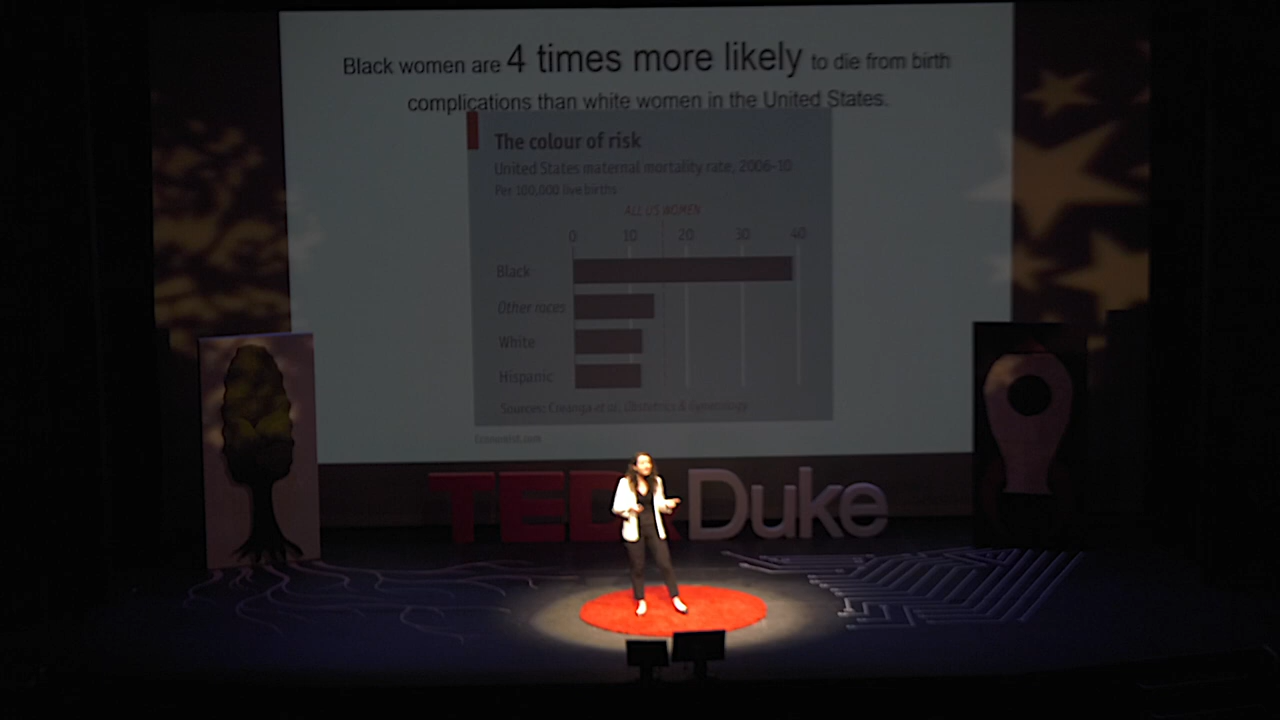 Black women are 4 times more likely to die from birth
complications than white women in the United States.
The colour of risk
United States maternal mortality rate, 2006-10
Per 100,000 live births
ALL US WOMEN
0 10 20 30 40
Black
Other races
White
Hispanic
Sources: Creanga et al, Obstetrics & Gynecology
Economist.com
TEDxDuke